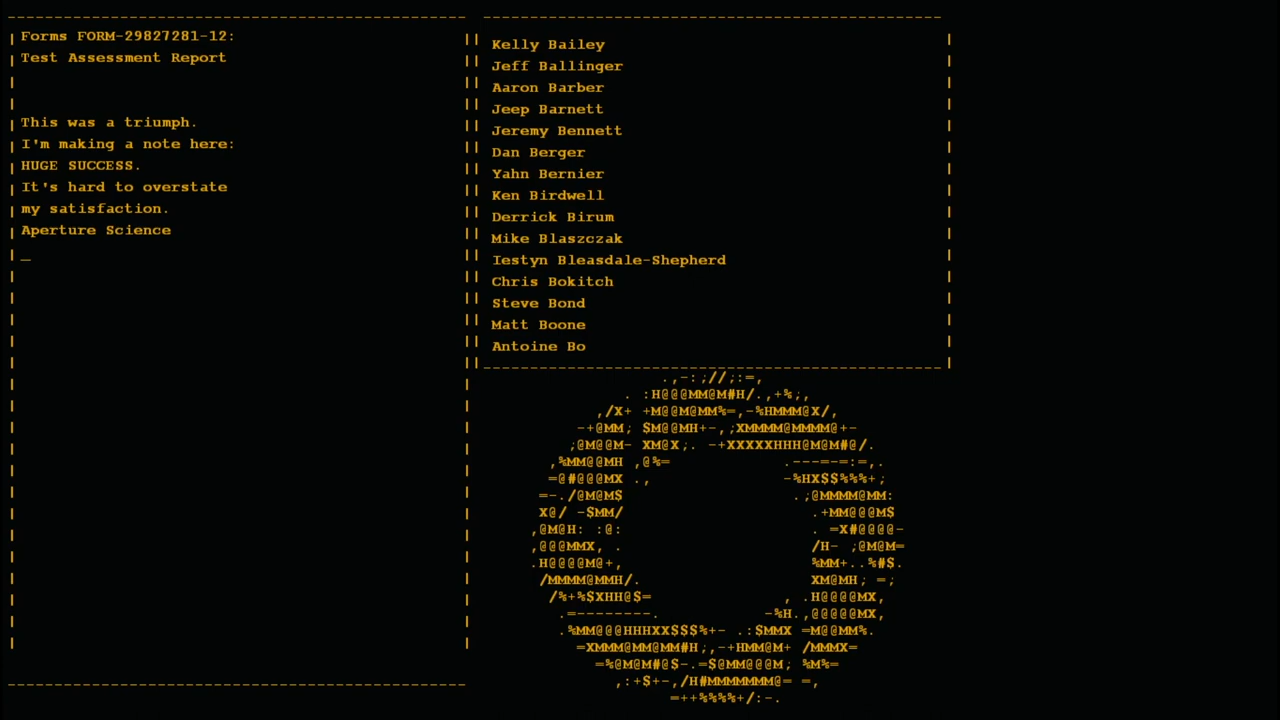 Forms FORM-29827281-12:
Test Assessment Report
This was a triumph.
I'm making a note here:
HUGE SUCCESS.
It's hard to overstate
my satisfaction.
Aperture Science
_
Kelly Bailey
Jeff Ballinger
Aaron Barber
Jeep Barnett
Jeremy Bennett
Dan Berger
Yahn Bernier
Ken Birdwell
Derrick Birum
Mike Blaszczak
Iestyn Bleasdale-Shepherd
Chris Bokitch
Steve Bond
Matt Boone
Antoine Bo